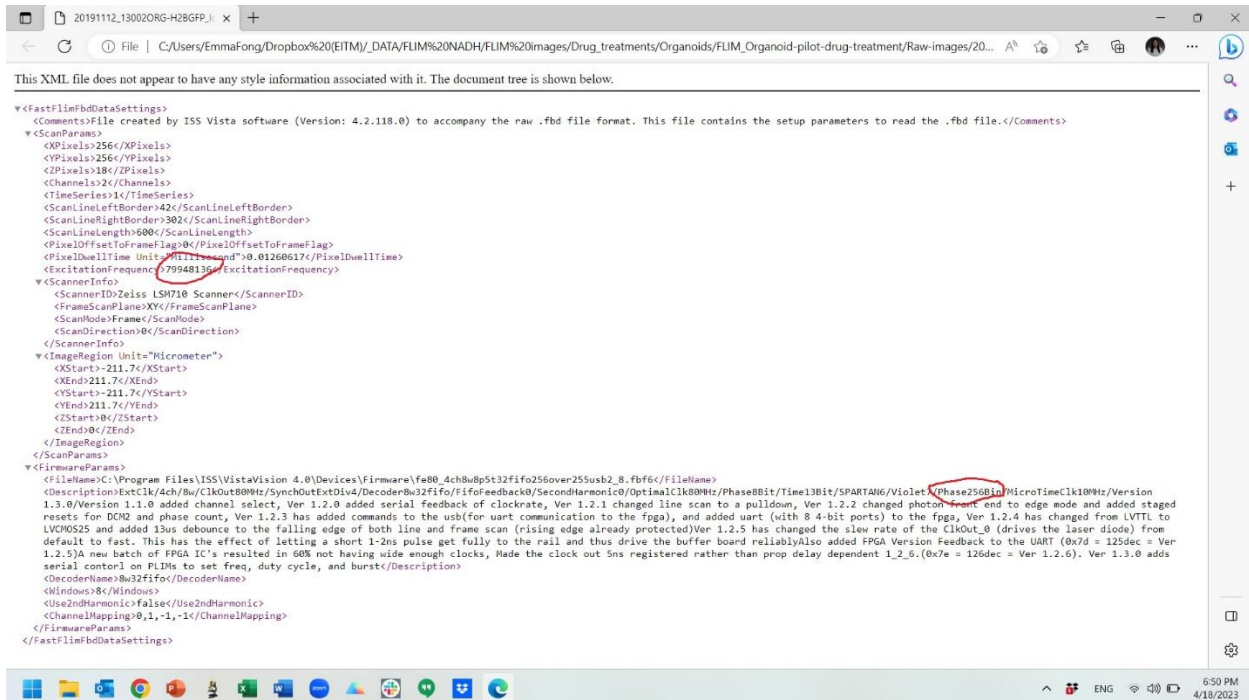 20191112_13002ORG-H2BGFP_
File | C:/Users/EmmaFong/Dropbox%20(EITM)/_DATA/FLIM%20NADH/FLIM%20images/Drug_treatments/Organoids/FLIM_Organoid-pilot-drug-treatment/Raw-images/20...
This XML file does not appear to have any style information associated with it. The document tree is shown below.
▼<FastFlimFbdDataSettings>
<Comments>File created by ISS Vista software (Version: 4.2.118.0) to accompany the raw .fbd file format. This file contains the setup parameters to read the .fbd file.</Comments>
▼<ScanParams>
<XPixels>256</XPixels>
<YPixels>256</YPixels>
<ZPixels>18</ZPixels>
<Channels>2</Channels>
<TimeSeries>1</TimeSeries>
<ScanLineLeftBorder>42</ScanLineLeftBorder>
<ScanLineRightBorder>302</ScanLineRightBorder>
<ScanLineLength>600</ScanLineLength>
<PixelOffsetToFrameFlag>0</PixelOffsetToFrameFlag>
<PixelDwellTime Unit="Millisecond">0.01260617</PixelDwellTime>
<ExcitationFrequency>79948136</ExcitationFrequency>
▼<ScannerInfo>
<ScannerID>Zeiss LSM710 Scanner</ScannerID>
<FrameScanPlane>XY</FrameScanPlane>
<ScanMode>Frame</ScanMode>
<ScanDirection>0</ScanDirection>
</ScannerInfo>
▼<ImageRegion Unit="Micrometer">
<XStart>-211.7</XStart>
<XEnd>211.7</XEnd>
<YStart>-211.7</YStart>
<YEnd>211.7</YEnd>
<ZStart>0</ZStart>
<ZEnd>0</ZEnd>
</ImageRegion>
</ScanParams>
▼<FirmwareParams>
<FileName>C:\Program Files\ISS\VistaVision 4.0\Devices\Firmware\fe80_4ch8w8p5t32fifo256over255usb2_8.fbf6</FileName>
<Description>ExtClk/4ch/8w/ClkOut80MHz/SynchOutExtDiv4/Decoder8w32fifo/FifoFeedback0/SecondHarmonic0/OptimalClk80MHz/Phase8Bit/Time13Bit/SPARTAN6/Violet7/Phase256Bin/MicroTimeClk10MHz/Version
1.3.0/Version 1.1.0 added channel select, Ver 1.2.0 added serial feedback of clockrate, Ver 1.2.1 changed line scan to a pulldown, Ver 1.2.2 changed photon front end to edge mode and added staged
resets for DCM2 and phase count, Ver 1.2.3 has added commands to the usb(for uart communication to the fpga), and added uart (with 8 4-bit ports) to the fpga, Ver 1.2.4 has changed from LVTTL to
LVCMOS25 and added 13us debounce to the falling edge of both line and frame scan (rising edge already protected)Ver 1.2.5 has changed the slew rate of the ClkOut_0 (drives the laser diode) from
default to fast. This has the effect of letting a short 1-2ns pulse get fully to the rail and thus drive the buffer board reliablyAlso added FPGA Version Feedback to the UART (0x7d = 125dec = Ver
1.2.5)A new batch of FPGA IC's resulted in 60% not having wide enough clocks, Made the clock out 5ns registered rather than prop delay dependent 1_2_6.(0x7e = 126dec = Ver 1.2.6). Ver 1.3.0 adds
serial contorl on PLIMs to set freq, duty cycle, and burst</Description>
<DecoderName>8w32fifo</DecoderName>
<Windows>8</Windows>
<Use2ndHarmonic>false</Use2ndHarmonic>
<ChannelMapping>0,1,-1,-1</ChannelMapping>
</FirmwareParams>
</FastFlimFbdDataSettings>
zoom
ENG
6:50 PM
4/18/2023